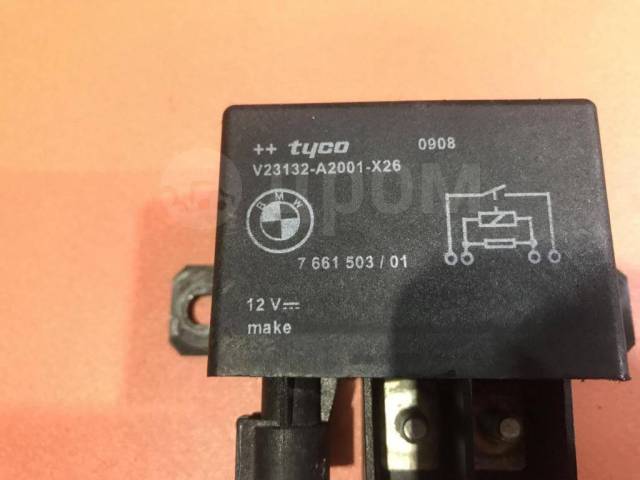 ++ tyco 0908
V23132-A2001-X26
BMW
7 661 503 / 01
12 V
make